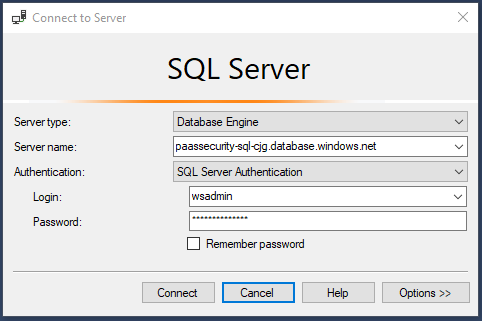 Connect to Server
SQL Server
Server type: Database Engine
Server name: paassecurity-sql-cjg.database.windows.net
Authentication: SQL Server Authentication
Login: wsadmin
Password: **************
Remember password
Connect Cancel Help Options >>